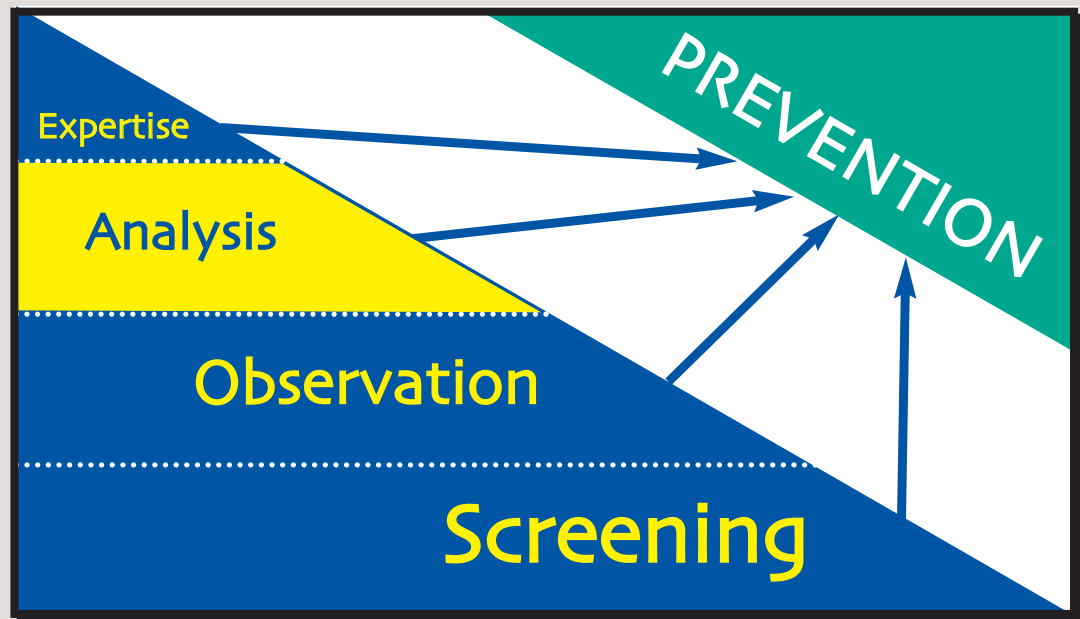 PREVENTION
Expertise
Analysis
Observation
Screening